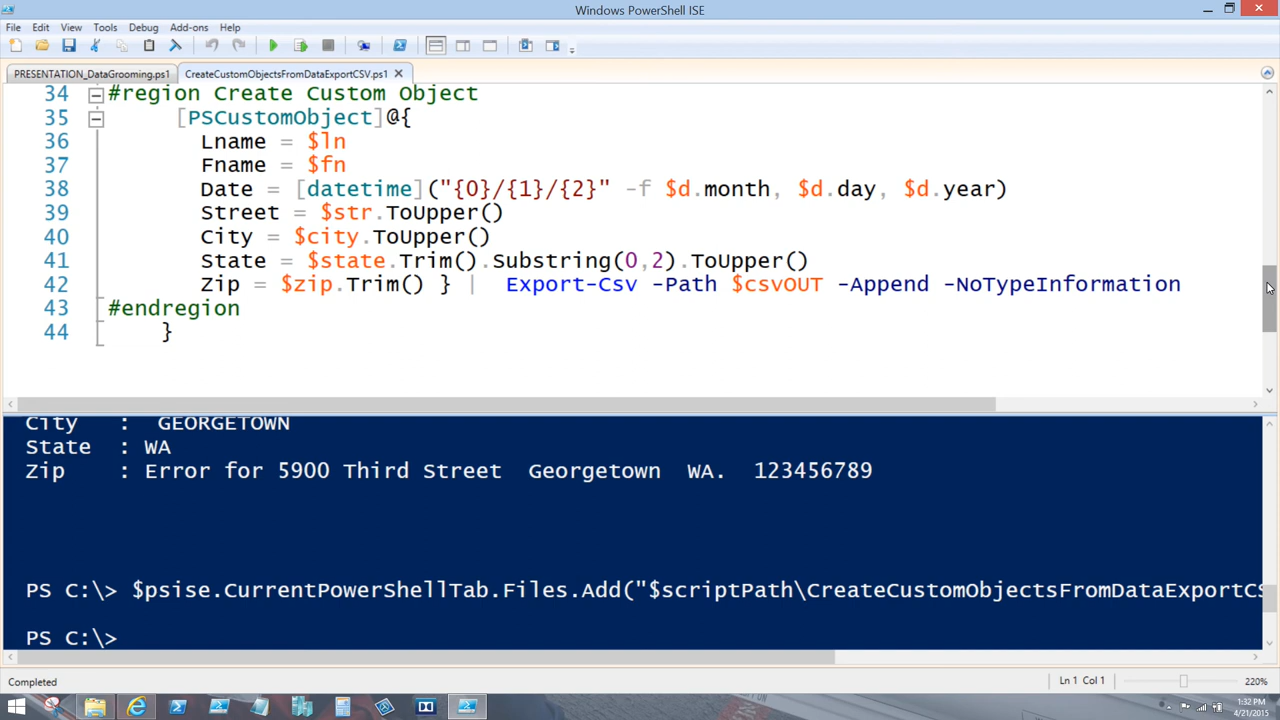 Windows PowerShell ISE
File Edit View Tools Debug Add-ons Help
PRESENTATION_DataGrooming.ps1 CreateCustomObjectsFromDataExportCSV.ps1
34 #region Create Custom Object
35 [PSCustomObject]@{
36 Lname = $ln
37 Fname = $fn
38 Date = [datetime]("{0}/{1}/{2}" -f $d.month, $d.day, $d.year)
39 Street = $str.ToUpper()
40 City = $city.ToUpper()
41 State = $state.Trim().Substring(0,2).ToUpper()
42 Zip = $zip.Trim() } | Export-Csv -Path $csvOUT -Append -NoTypeInformation
43 #endregion
44 }
City : GEORGETOWN
State : WA
Zip : Error for 5900 Third Street Georgetown WA. 123456789
PS C:\> $psise.CurrentPowerShellTab.Files.Add("$scriptPath\CreateCustomObjectsFromDataExportCS
PS C:\>
Completed
Ln 1 Col 1
220%
1:32 PM
4/21/2015